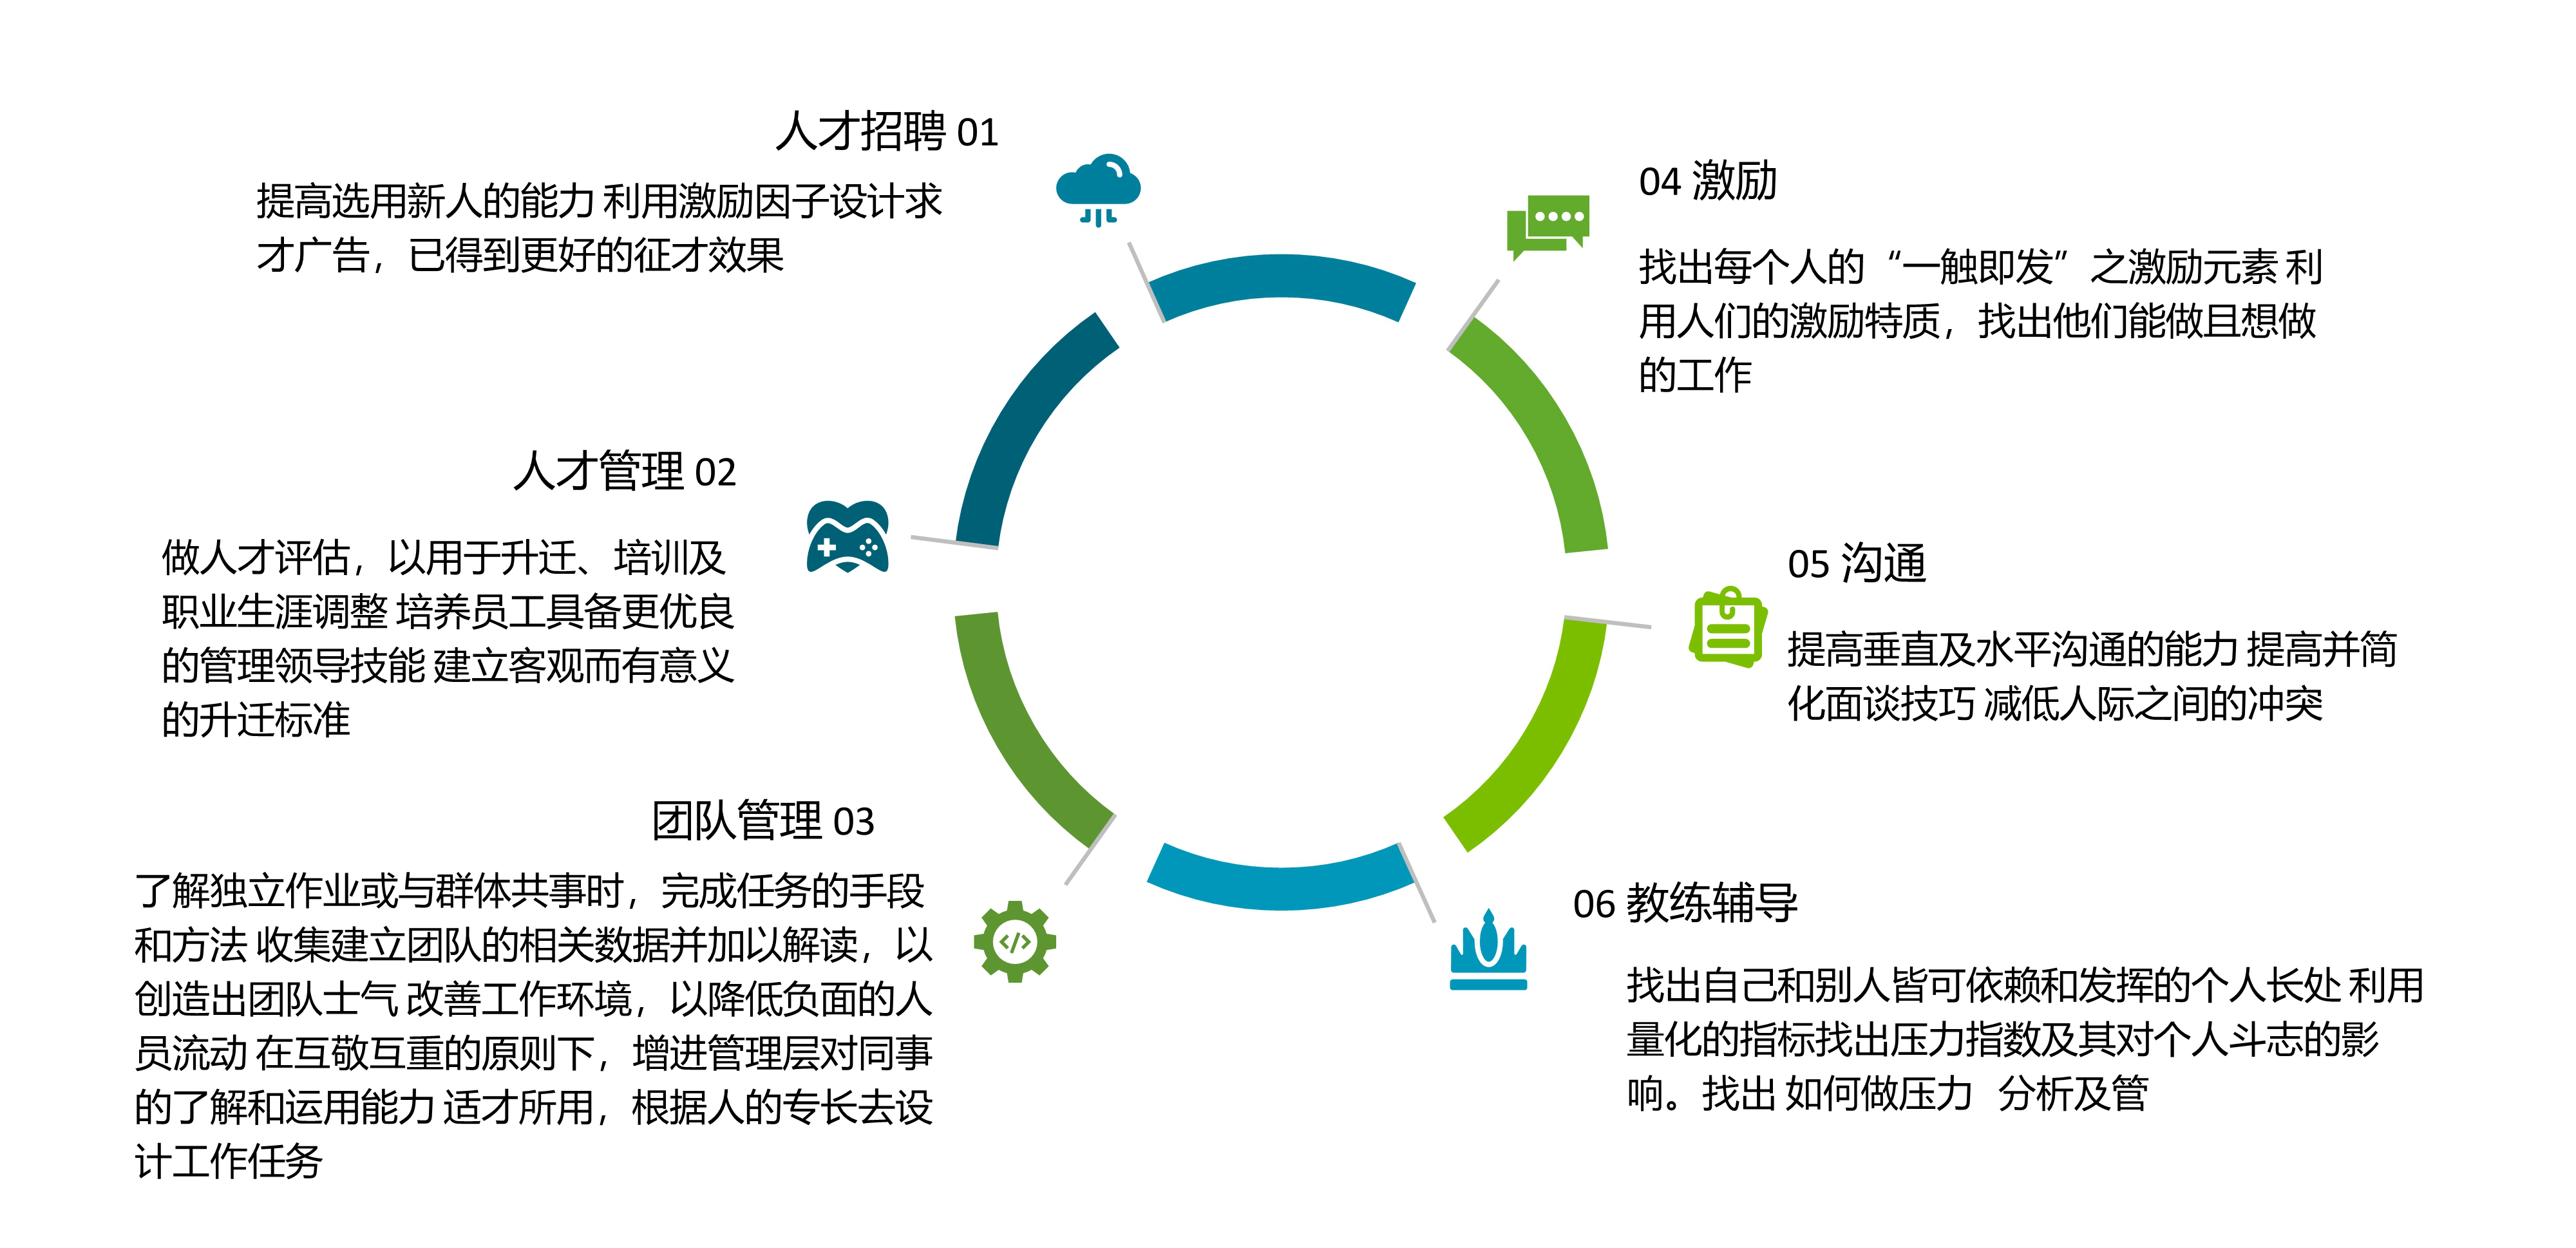 人才招聘 01
提高选用新人的能力 利用激励因子设计求
才广告，已得到更好的征才效果
人才管理 02
做人才评估，以用于升迁、培训及
职业生涯调整 培养员工具备更优良
的管理领导技能 建立客观而有意义
的升迁标准
团队管理 03
了解独立作业或与群体共事时，完成任务的手段
和方法 收集建立团队的相关数据并加以解读，以
创造出团队士气 改善工作环境，以降低负面的人
员流动 在互敬互重的原则下，增进管理层对同事
的了解和运用能力 适才所用，根据人的专长去设
计工作任务
04 激励
找出每个人的“一触即发”之激励元素 利
用人们的激励特质，找出他们能做且想做
的工作
05 沟通
提高垂直及水平沟通的能力 提高并简
化面谈技巧 减低人际之间的冲突
06 教练辅导
找出自己和别人皆可依赖和发挥的个人长处 利用
量化的指标找出压力指数及其对个人斗志的影
响。找出 如何做压力 分析及管